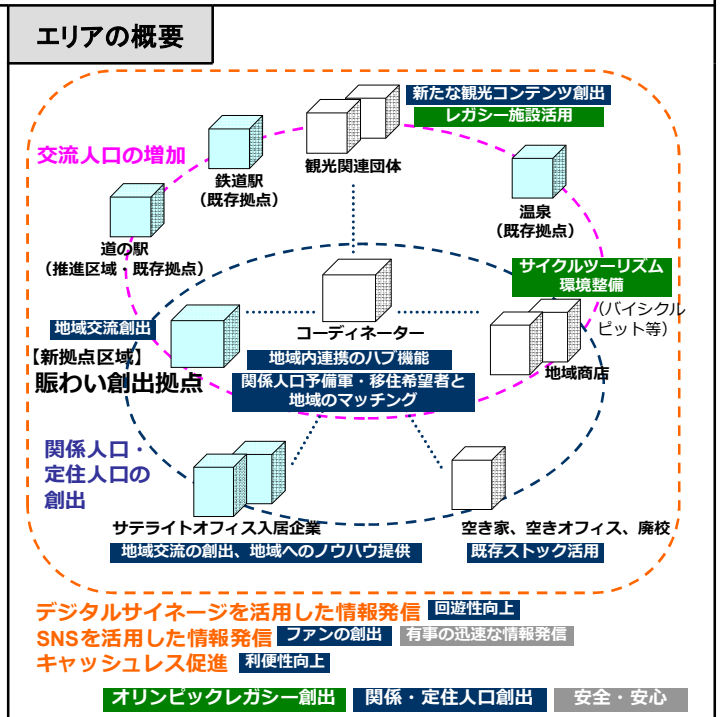 エリアの概要
新たな観光コンテンツ創出
レガシー施設活用
交流人口の増加
鉄道駅
（既存拠点）
観光関連団体
温泉
（既存拠点）
道の駅
（推進区域・既存拠点）
サイクルツーリズム
環境整備
（バイシクル
ピット等）
地域交流創出
コーディネーター
地域商店
【新拠点区域】
賑わい創出拠点
地域内連携のハブ機能
関係人口予備軍・移住希望者と
地域のマッチング
関係人口・
定住人口の
創出
サテライトオフィス入居企業
地域交流の創出、地域へのノウハウ提供
空き家、空きオフィス、廃校
既存ストック活用
デジタルサイネージを活用した情報発信 回遊性向上
SNSを活用した情報発信 ファンの創出 有事の迅速な情報発信
キャッシュレス促進 利便性向上
オリンピックレガシー創出 関係・定住人口創出 安全・安心